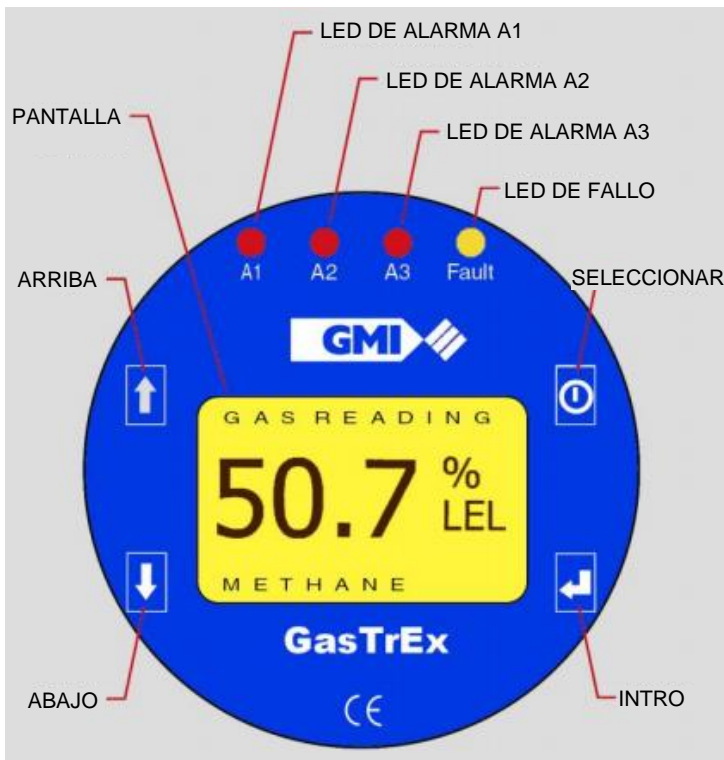 LED DE ALARMA A1
LED DE ALARMA A2
PANTALLA
LED DE ALARMA A3
LED DE FALLO
A1 A2 A3 Fault
ARRIBA
SELECCIONAR
GMI
GAS READING
50.7 % LEL
METHANE
GasTrEx
ABAJO
INTRO
CE